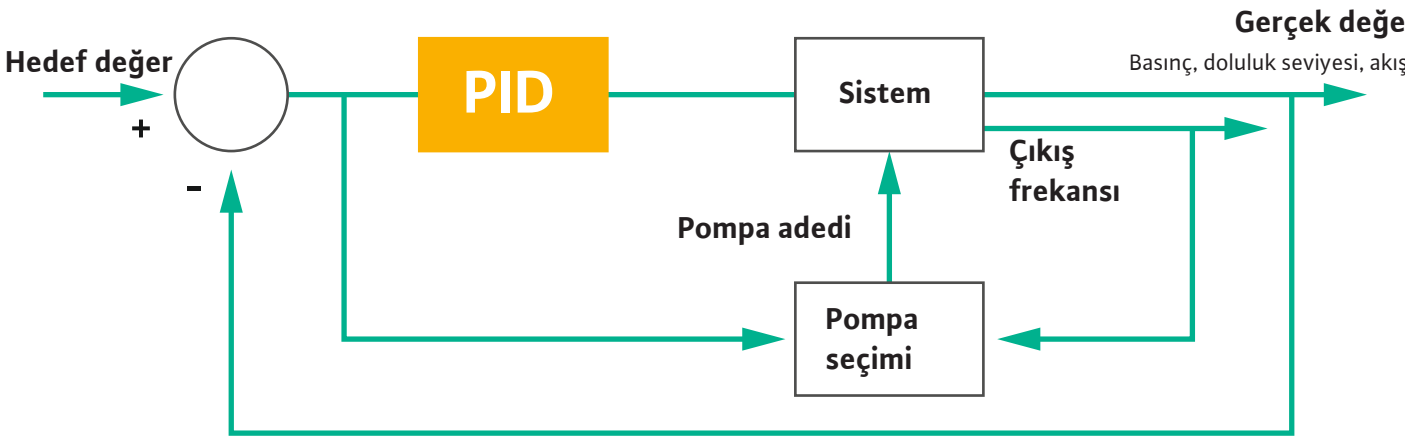 Gerçek değe
Hedef değer
Basınç, doluluk seviyesi, akış
PID
Sistem
+
-
Çıkış
frekansı
Pompa adedi
Pompa
seçimi